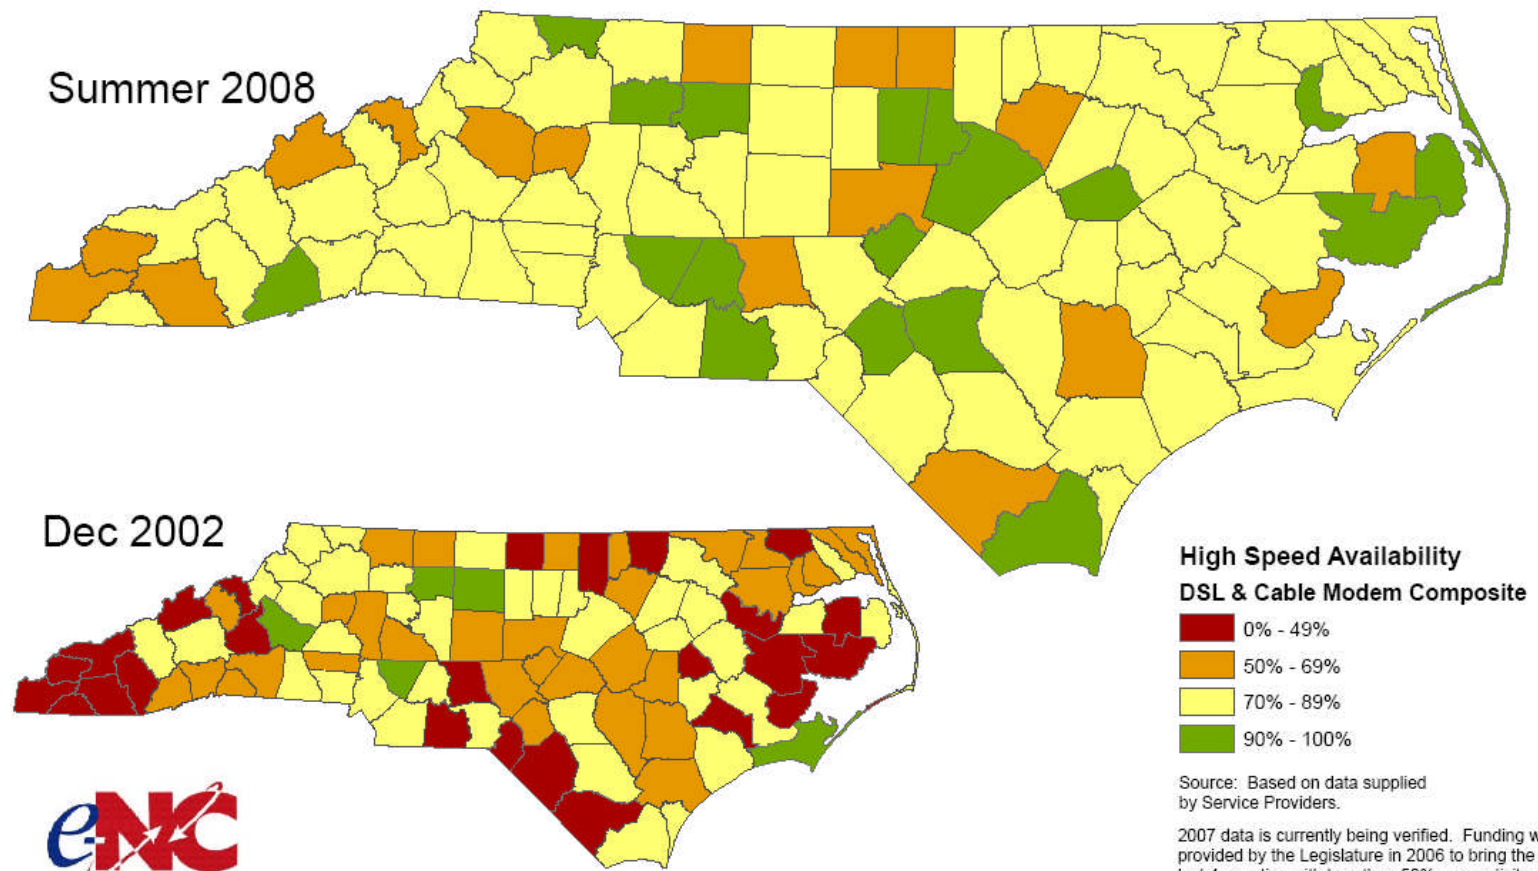 Summer 2008
Dec 2002
High Speed Availability
DSL & Cable Modem Composite
0% - 49%
50% - 69%
70% - 89%
90% - 100%
Source: Based on data supplied
by Service Providers.
2007 data is currently being verified. Funding w
provided by the Legislature in 2006 to bring the
e-NC